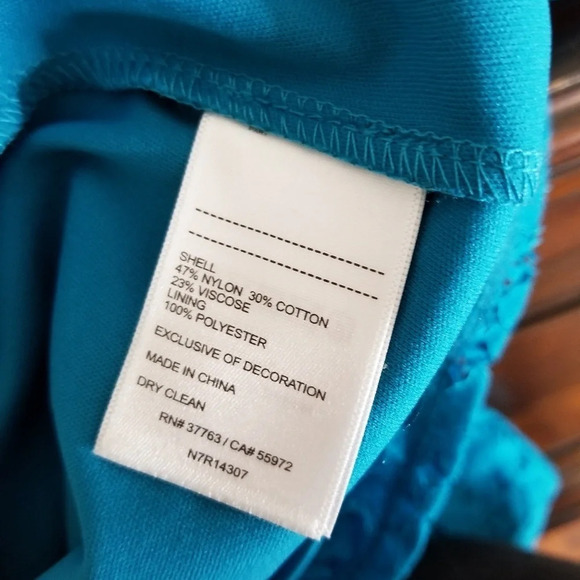 SHELL
47% NYLON 30% COTTON
23% VISCOSE
LINING
100% POLYESTER
EXCLUSIVE OF DECORATION
MADE IN CHINA
DRY CLEAN
RN# 37763 / CA# 55972
N7R14307